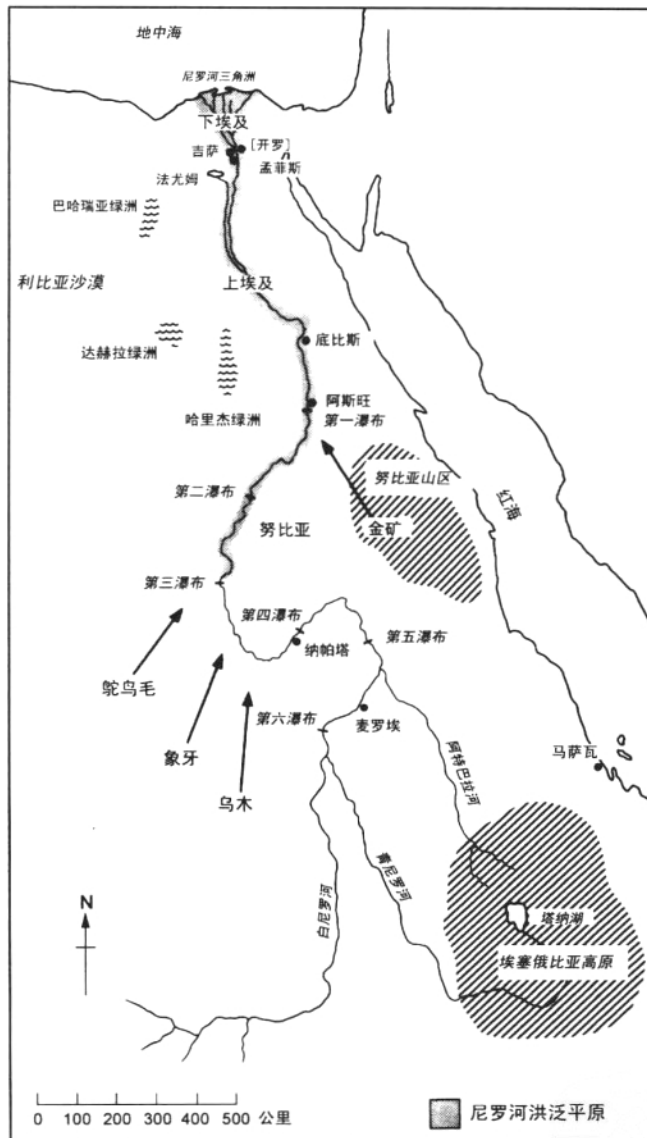 地中海
尼罗河三角洲
下埃及
吉萨
[开罗]
孟菲斯
法尤姆
巴哈瑞亚绿洲
利比亚沙漠
上埃及
底比斯
达赫拉绿洲
阿斯旺
哈里杰绿洲
第一瀑布
努比亚山区
第二瀑布
红海
努比亚
金矿
第三瀑布
第四瀑布
纳帕塔
第五瀑布
鸵鸟毛
第六瀑布
麦罗埃
象牙
马萨瓦
乌木
阿特巴拉河
白尼罗河
青尼罗河
塔纳湖
N
埃塞俄比亚高原
0 100 200 300 400 500 公里
尼罗河洪泛平原